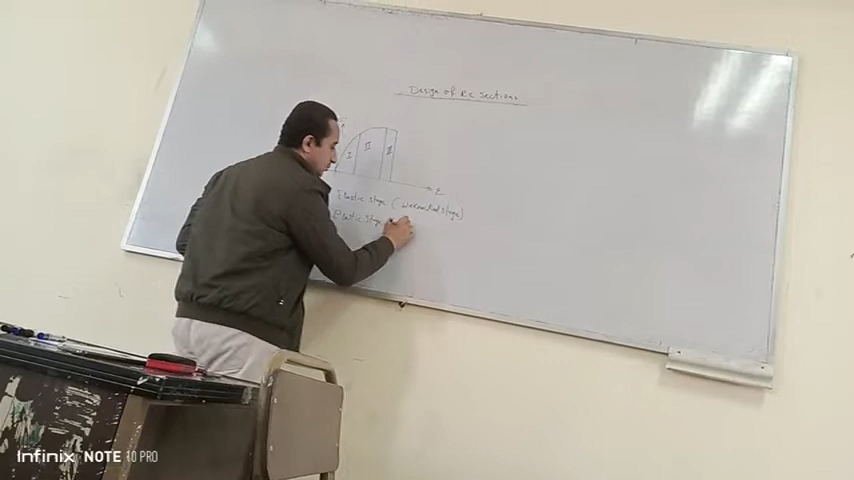 Design of Rc Sections
I II III
ε
Elastic stage (Uncracked stage)
Plastic stage
Infinix NOTE 10 PRO